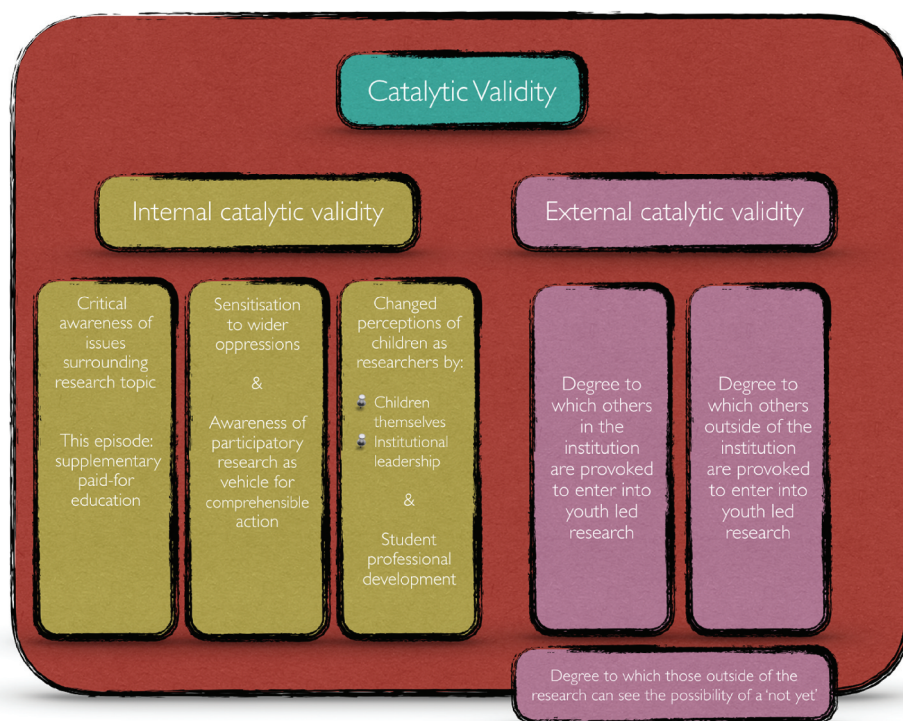 Catalytic Validity
Internal catalytic validity
External catalytic validity
Critical
awareness of
issues
surrounding
research topic
This episode:
supplementary
paid-for
education
Sensitisation
to wider
oppressions
&
Awareness of
participatory
research as
vehicle for
comprehensible
action
Changed
perceptions of
children as
researchers by:
Children
themselves
Institutional
leadership
&
Student
professional
development
Degree to
which others
in the
institution
are provoked
to enter into
youth led
research
Degree to
which others
outside of the
institution
are provoked
to enter into
youth led
research
Degree to which those outside of the
research can see the possibility of a 'not yet'